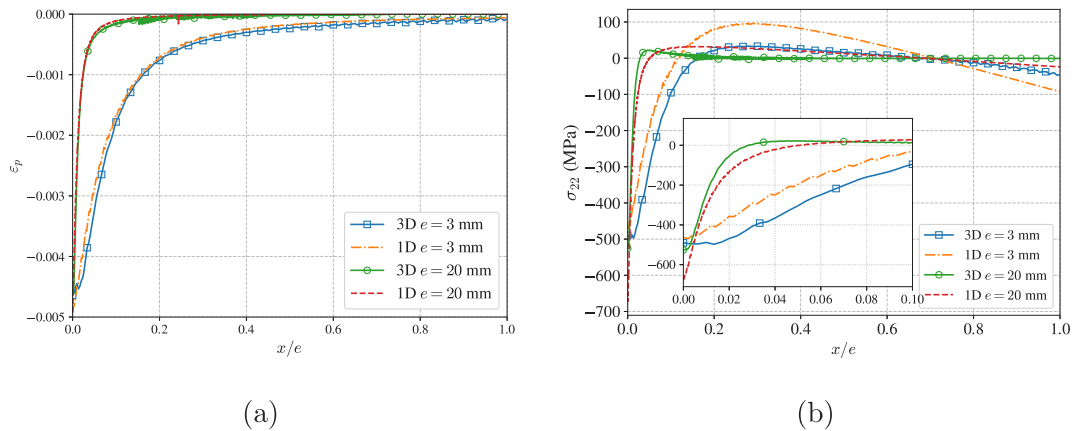 0.000
−0.001
−0.002
−0.003
−0.004
−0.005
εp
0.0 0.2 0.4 0.6 0.8 1.0
x/e
3D e = 3 mm
1D e = 3 mm
3D e = 20 mm
1D e = 20 mm
(a)
100
0
−100
−200
−300
−400
−500
−600
−700
σ22 (MPa)
0
−200
−400
−600
0.00 0.02 0.04 0.06 0.08 0.10
3D e = 3 mm
1D e = 3 mm
3D e = 20 mm
1D e = 20 mm
0.0 0.2 0.4 0.6 0.8 1.0
x/e
(b)